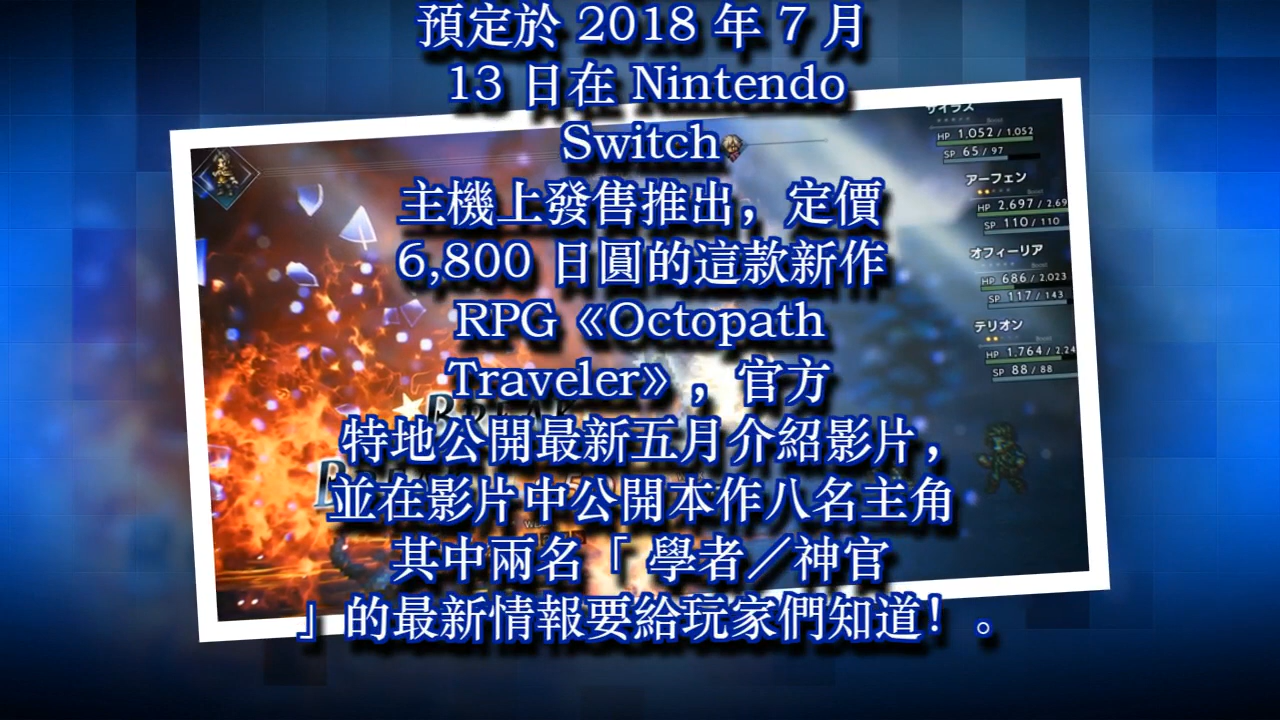 預定於 2018 年 7 月
13 日在 Nintendo
Switch
主機上發售推出，定價
6,800 日圓的這款新作
RPG《Octopath
Traveler》，官方
特地公開最新五月介紹影片，
並在影片中公開本作八名主角
其中兩名「 學者／神官
」的最新情報要給玩家們知道！。
サイラス
HP 1,052 / 1,052
SP 65 / 97
アーフェン
HP 2,697 /
SP 110 / 110
オフィーリア
HP 686 / 2,023
SP 117 / 143
テリオン
HP 1,764 /
SP 88 / 88
BREAK